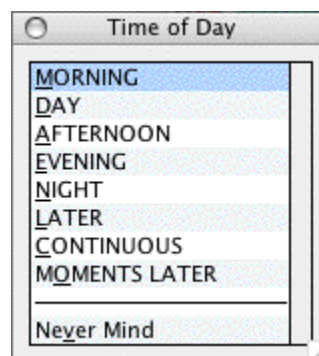 Time of Day
MORNING
DAY
AFTERNOON
EVENING
NIGHT
LATER
CONTINUOUS
MOMENTS LATER
Never Mind